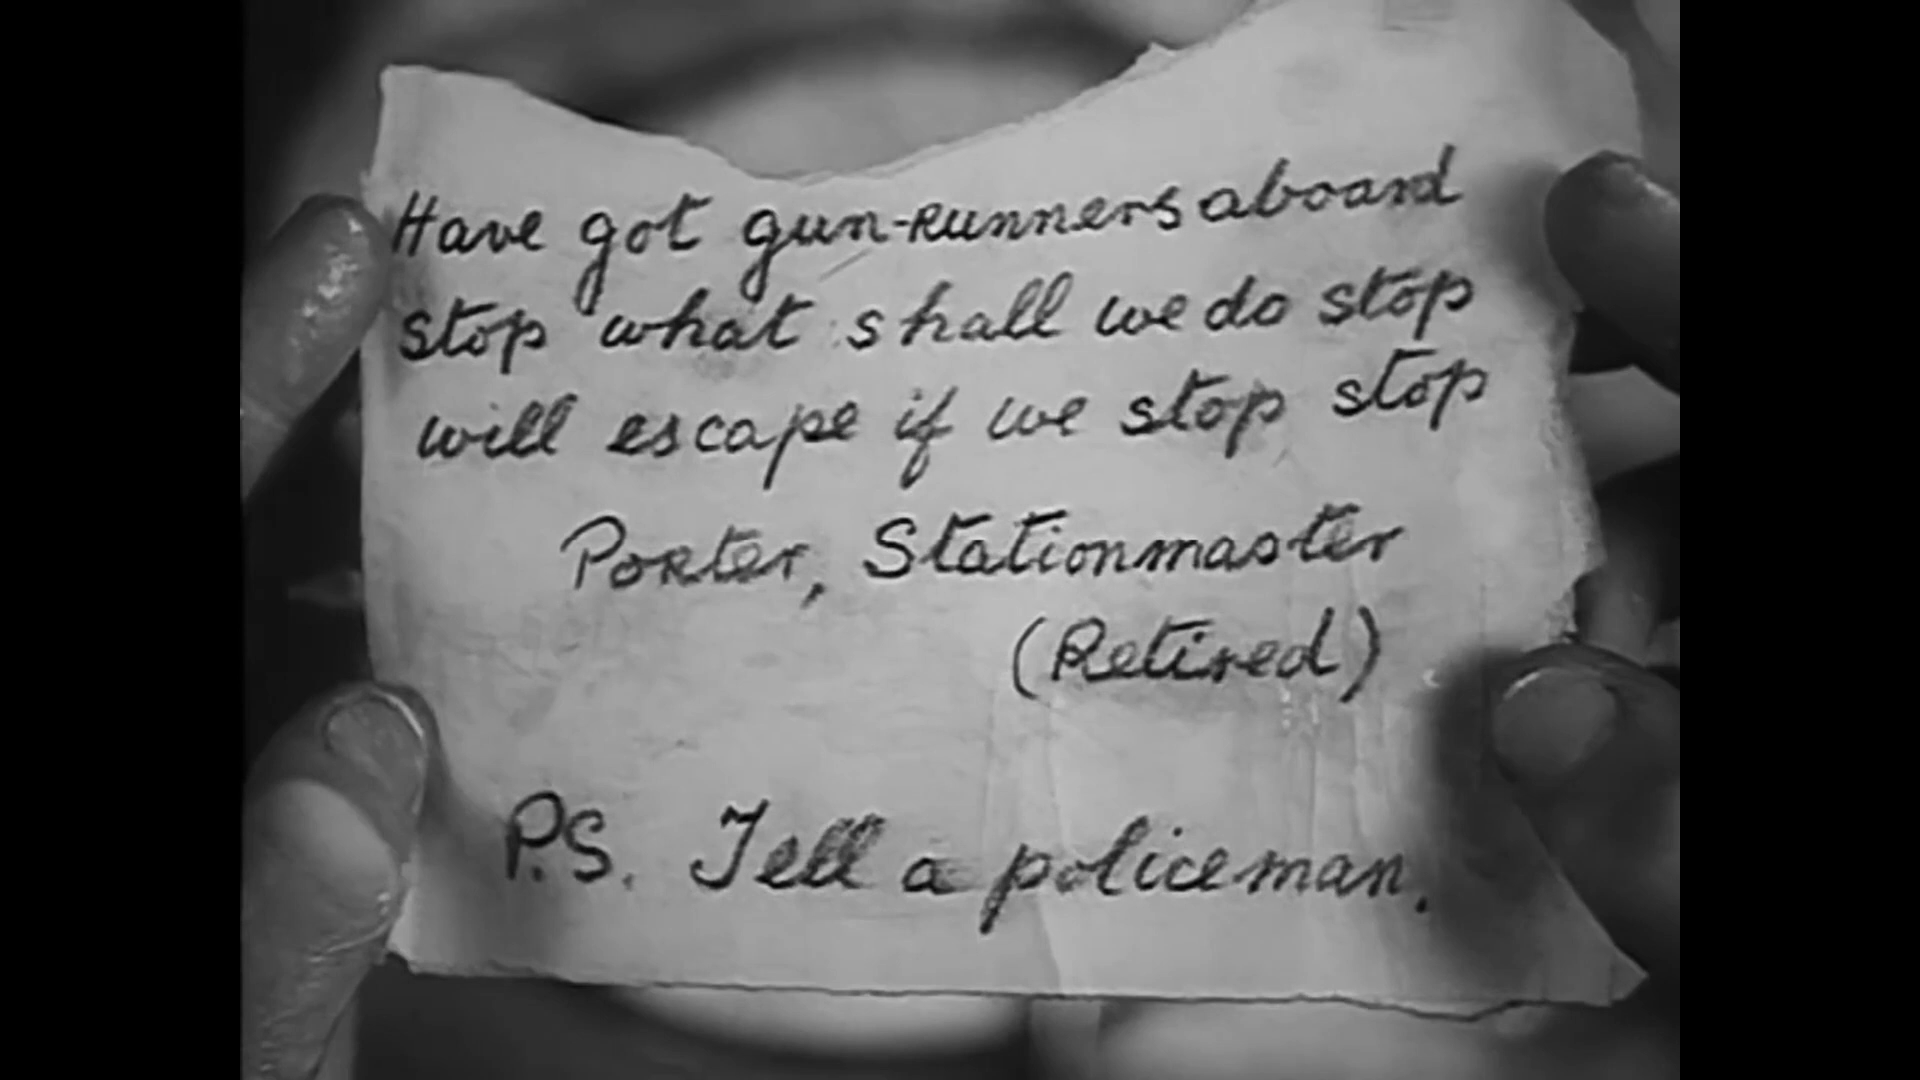 Have got gun-runners aboard
stop what shall we do stop
will escape if we stop stop
Porter, Stationmaster
(Retired)
P.S. Tell a policeman.